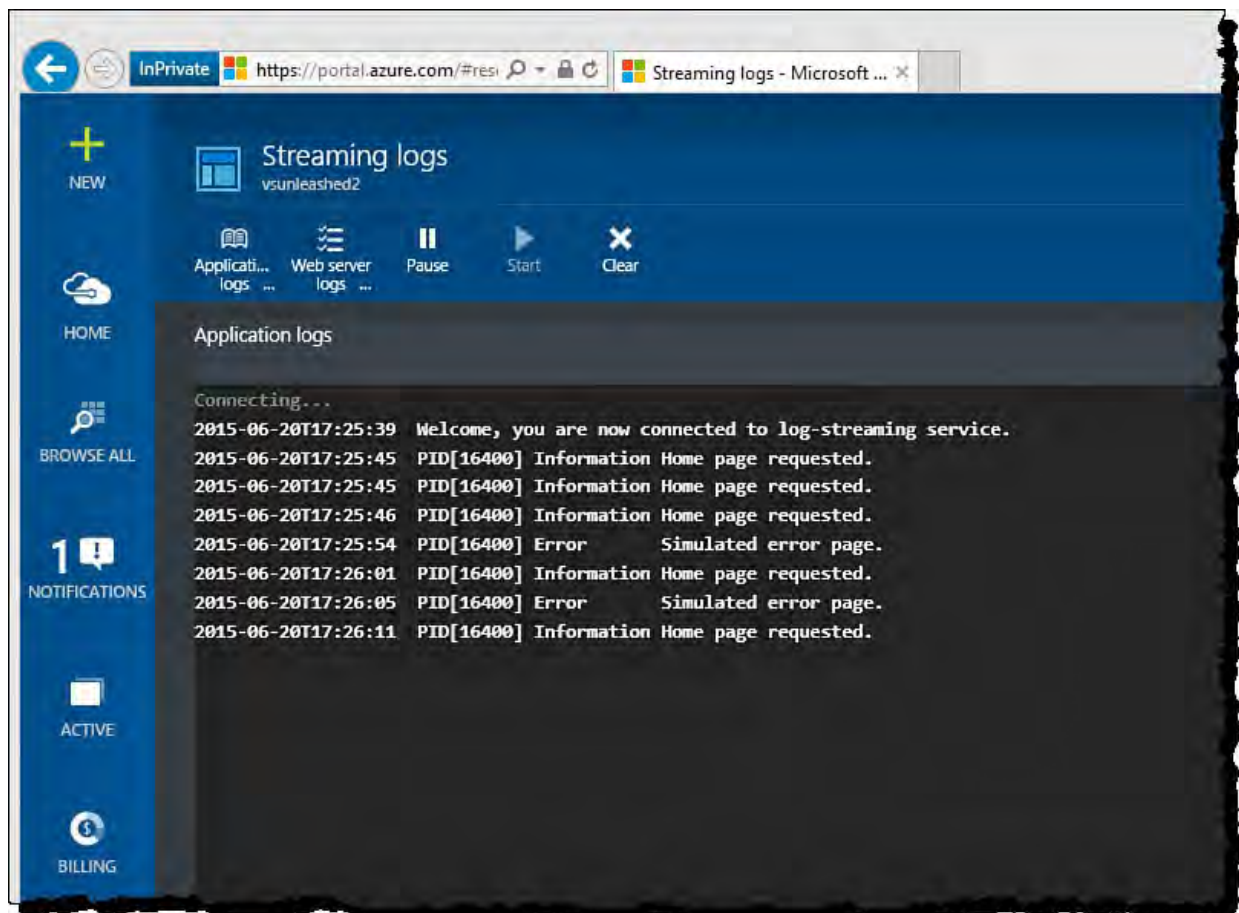 InPrivate https://portal.azure.com/#res Streaming logs - Microsoft ...
NEW
Streaming logs
vsunleashed2
Applicati... logs ...
Web server logs ...
Pause
Start
Clear
HOME
Application logs
BROWSE ALL
Connecting...
2015-06-20T17:25:39 Welcome, you are now connected to log-streaming service.
2015-06-20T17:25:45 PID[16400] Information Home page requested.
2015-06-20T17:25:45 PID[16400] Information Home page requested.
2015-06-20T17:25:46 PID[16400] Information Home page requested.
2015-06-20T17:25:54 PID[16400] Error Simulated error page.
2015-06-20T17:26:01 PID[16400] Information Home page requested.
2015-06-20T17:26:05 PID[16400] Error Simulated error page.
2015-06-20T17:26:11 PID[16400] Information Home page requested.
1
NOTIFICATIONS
ACTIVE
BILLING